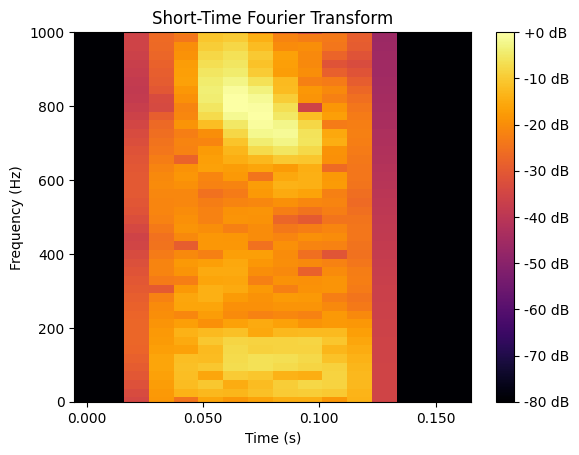 Short-Time Fourier Transform
1000
800
600
400
200
0
Frequency (Hz)
0.000
0.050
0.100
0.150
Time (s)
+0 dB
-10 dB
-20 dB
-30 dB
-40 dB
-50 dB
-60 dB
-70 dB
-80 dB